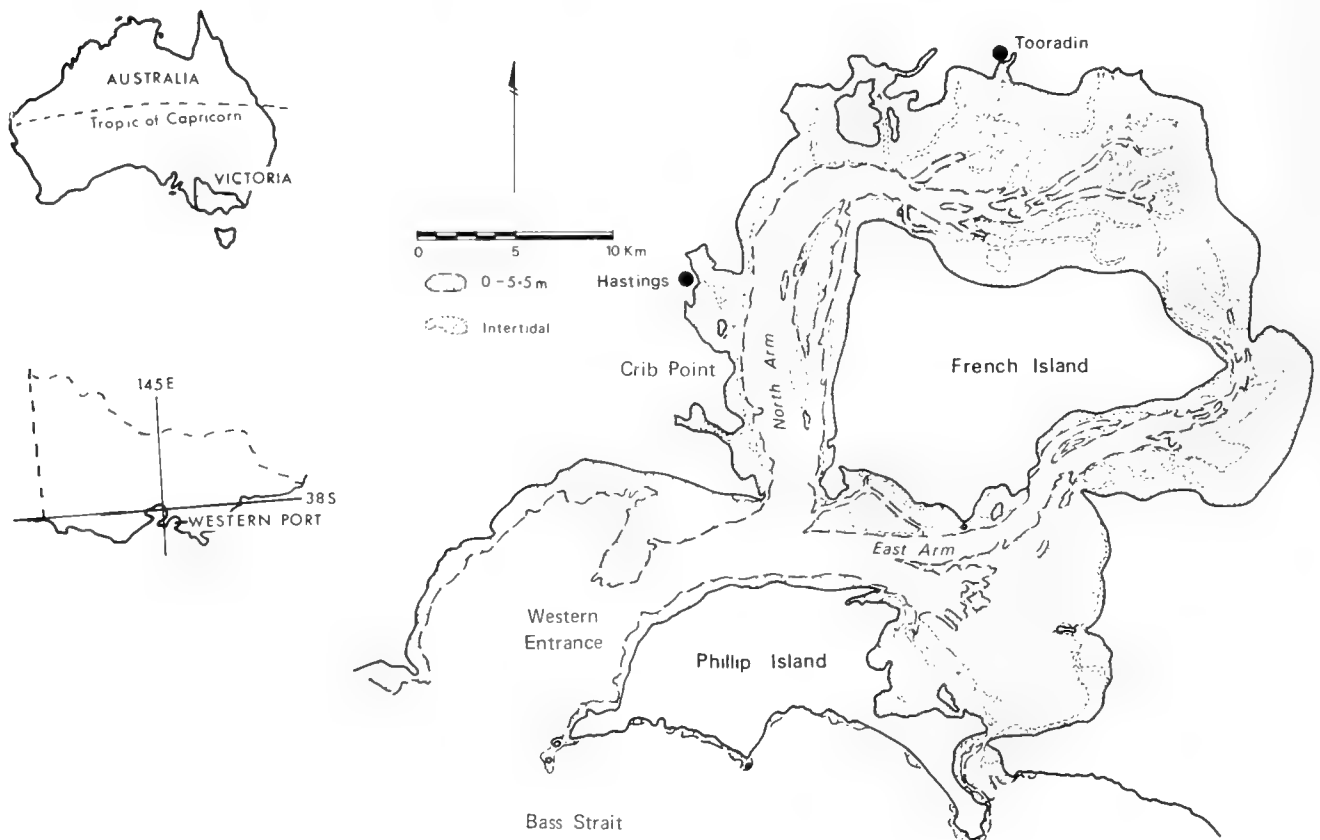 AUSTRALIA
Tropic of Capricorn
VICTORIA
145E
38S
WESTERN PORT
0 5 10 Km
0-5·5m
Intertidal
Tooradin
Hastings
Crib Point
North Arm
French Island
East Arm
Western
Entrance
Phillip Island
Bass Strait